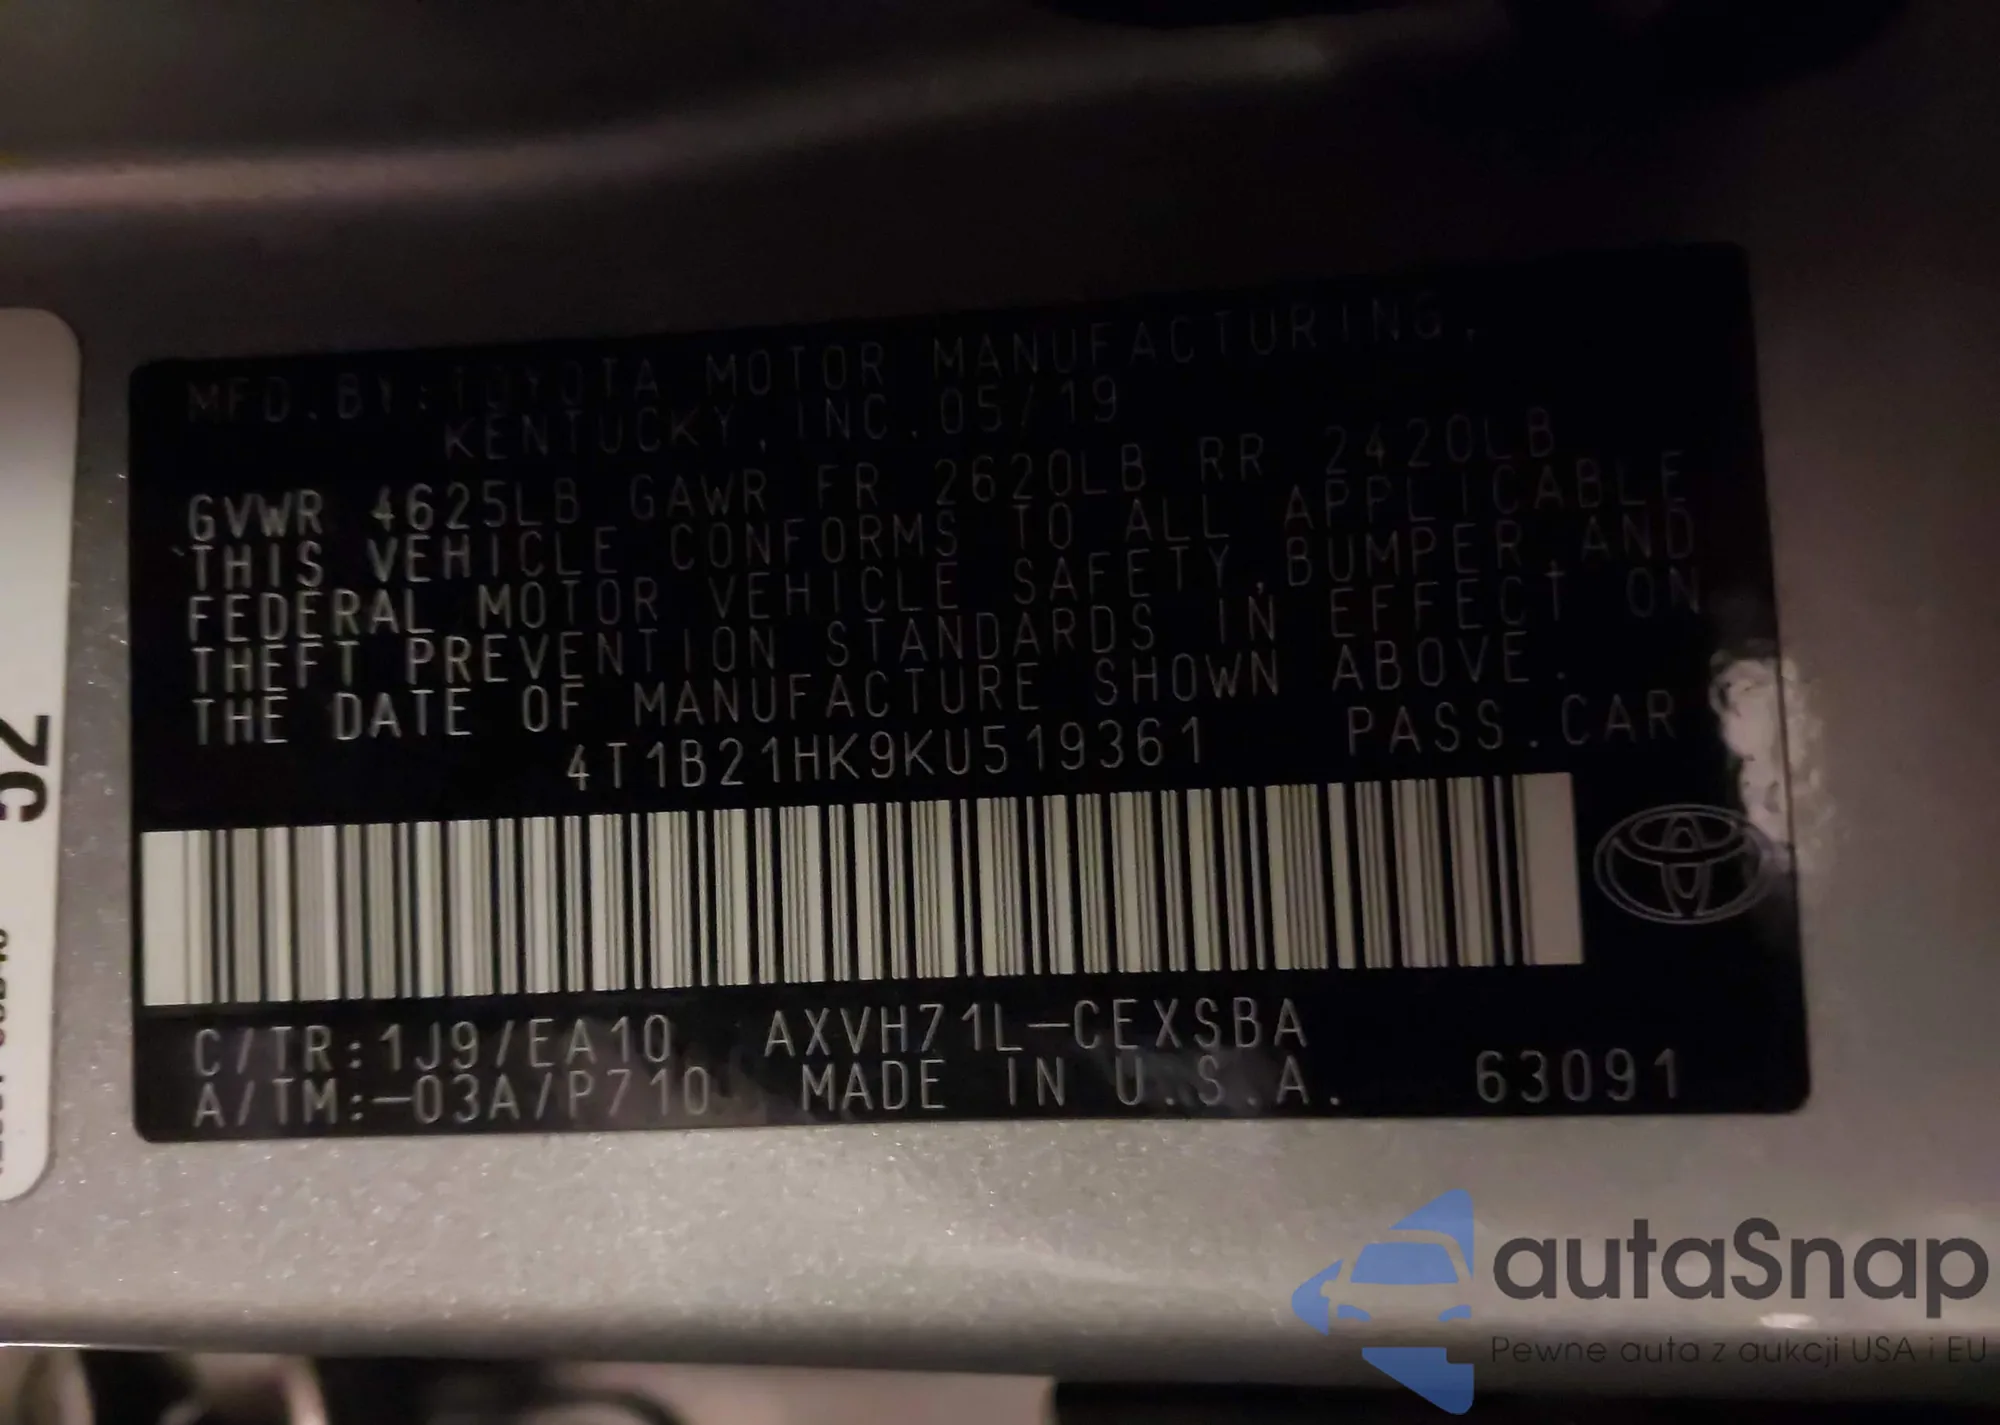 MFD.BY:TOYOTA MOTOR MANUFACTURING,
KENTUCKY,INC.05/19
GVWR 4625LB GAWR FR 2620LB RR 2420LB
THIS VEHICLE CONFORMS TO ALL APPLICABLE
FEDERAL MOTOR VEHICLE SAFETY,BUMPER,AND
THEFT PREVENTION STANDARDS IN EFFECT ON
THE DATE OF MANUFACTURE SHOWN ABOVE.
4T1B21HK9KU519361 PASS.CAR
C/TR:1J9/EA10 AXVH71L-CEXSBA
A/TM:-03A/P710 MADE IN U.S.A. 63091
52
autaSnap
Pewne auta z aukcji USA i EU